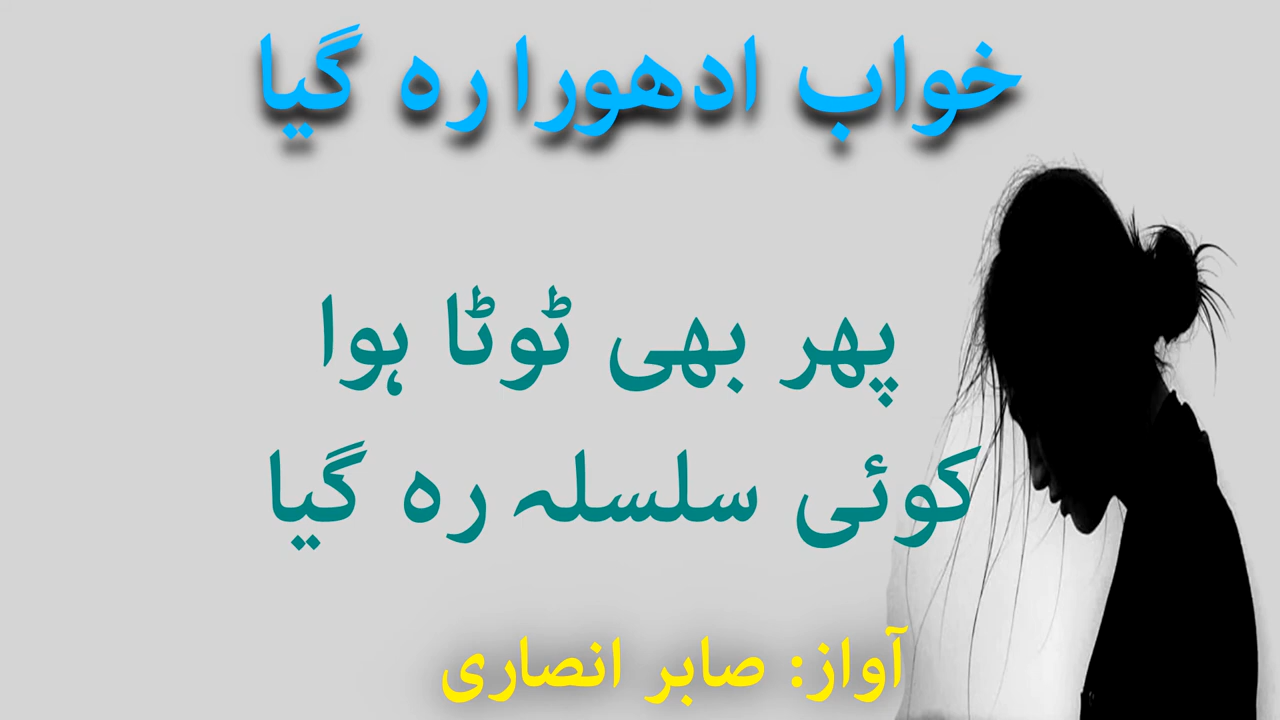 خواب ادھورا رہ گیا
پھر بھی ٹوٹا ہوا
کوئی سلسلہ رہ گیا
آواز: صابر انصاری